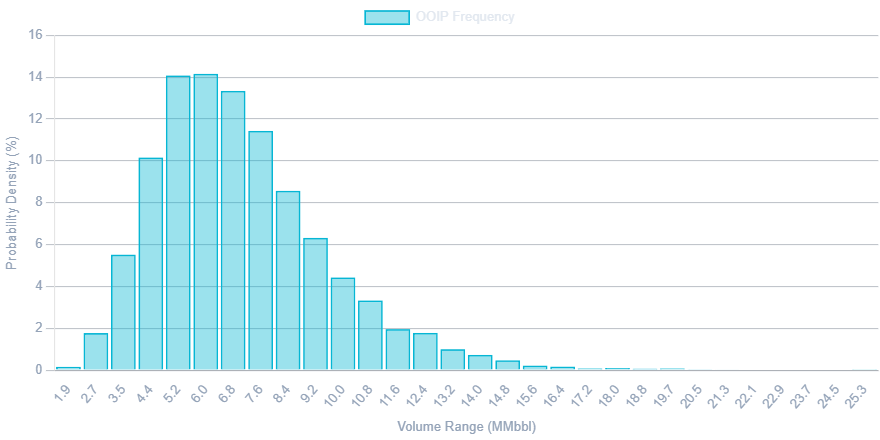 OOIP Frequency
Probability Density (%)
16
14
12
10
8
6
4
2
0
1.9 2.7 3.5 4.4 5.2 6.0 6.8 7.6 8.4 9.2 10.0 10.8 11.6 12.4 13.2 14.0 14.8 15.6 16.4 17.2 18.0 18.8 19.7 20.5 21.3 22.1 22.9 23.7 24.5 25.3
Volume Range (MMbbl)